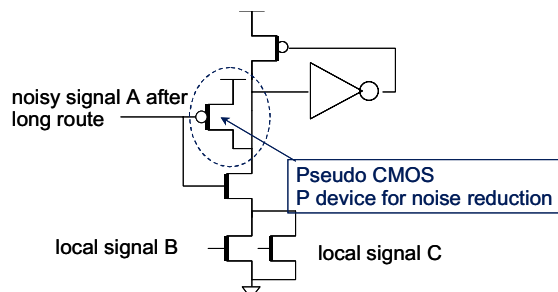 noisy signal A after
long route
Pseudo CMOS
P device for noise reduction
local signal B
local signal C